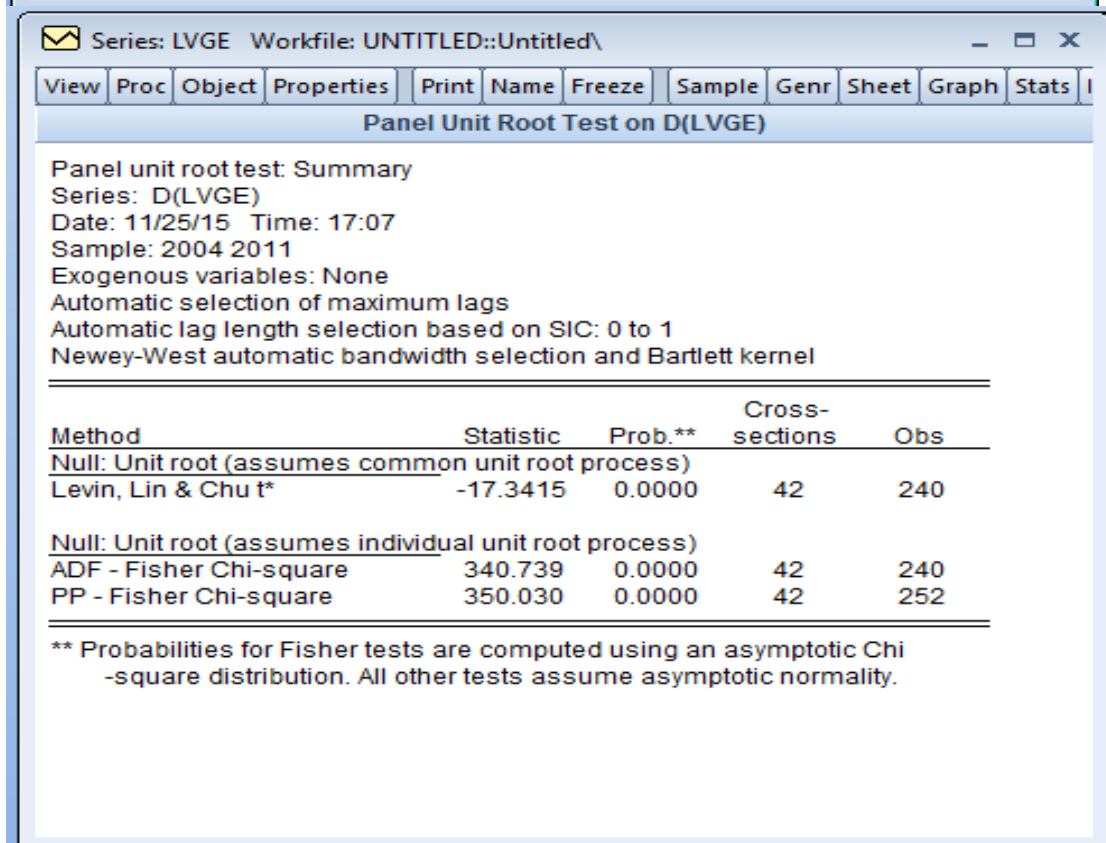 Series: LVGE Workfile: UNTITLED::Untitled\
View Proc Object Properties Print Name Freeze Sample Genr Sheet Graph Stats
Panel Unit Root Test on D(LVGE)
Panel unit root test: Summary
Series: D(LVGE)
Date: 11/25/15 Time: 17:07
Sample: 2004 2011
Exogenous variables: None
Automatic selection of maximum lags
Automatic lag length selection based on SIC: 0 to 1
Newey-West automatic bandwidth selection and Bartlett kernel
Cross-
Method Statistic Prob.** sections Obs
Null: Unit root (assumes common unit root process)
Levin, Lin & Chu t* -17.3415 0.0000 42 240
Null: Unit root (assumes individual unit root process)
ADF - Fisher Chi-square 340.739 0.0000 42 240
PP - Fisher Chi-square 350.030 0.0000 42 252
** Probabilities for Fisher tests are computed using an asymptotic Chi
-square distribution. All other tests assume asymptotic normality.